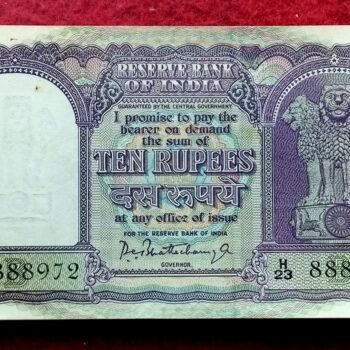 RESERVE BANK
OF INDIA
GUARANTEED BY THE CENTRAL GOVERNMENT
I promise to pay the
bearer on demand
the sum of
TEN RUPEES
दस रुपये
at any office of issue
FOR THE RESERVE BANK OF INDIA
GOVERNOR
888972
H/23 888